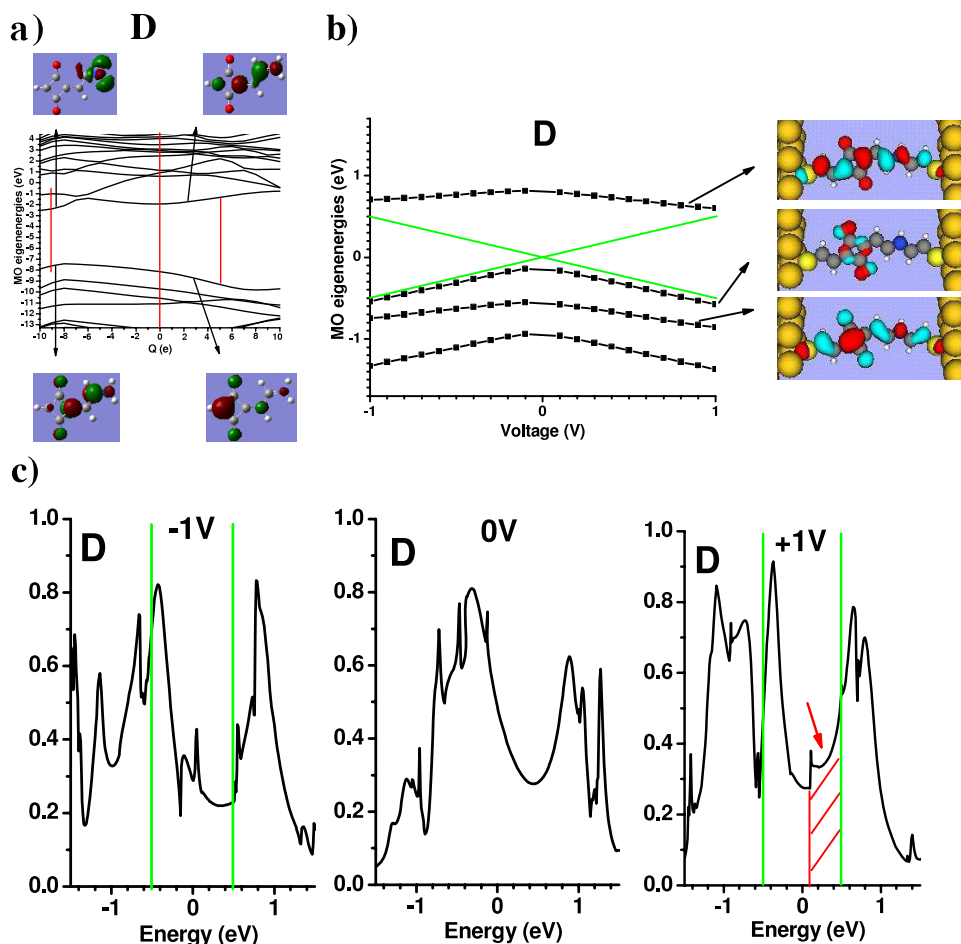 a)
D
b)
MO eigenenergies (eV)
4
3
2
1
0
-1
-2
-3
-4
-5
-6
-7
-8
-9
-10
-11
-12
-13
-10 -8 -6 -4 -2 0 2 4 6 8 10
Q (e)
D
MO eigenenergies (eV)
1
0
-1
-1 0 1
Voltage (V)
c)
1.0
0.8
0.6
0.4
0.2
0.0
D
-1V
-1 0 1
Energy (eV)
1.0
0.8
0.6
0.4
0.2
0.0
D
0V
-1 0 1
Energy (eV)
1.0
0.8
0.6
0.4
0.2
0.0
D
+1V
-1 0 1
Energy (eV)